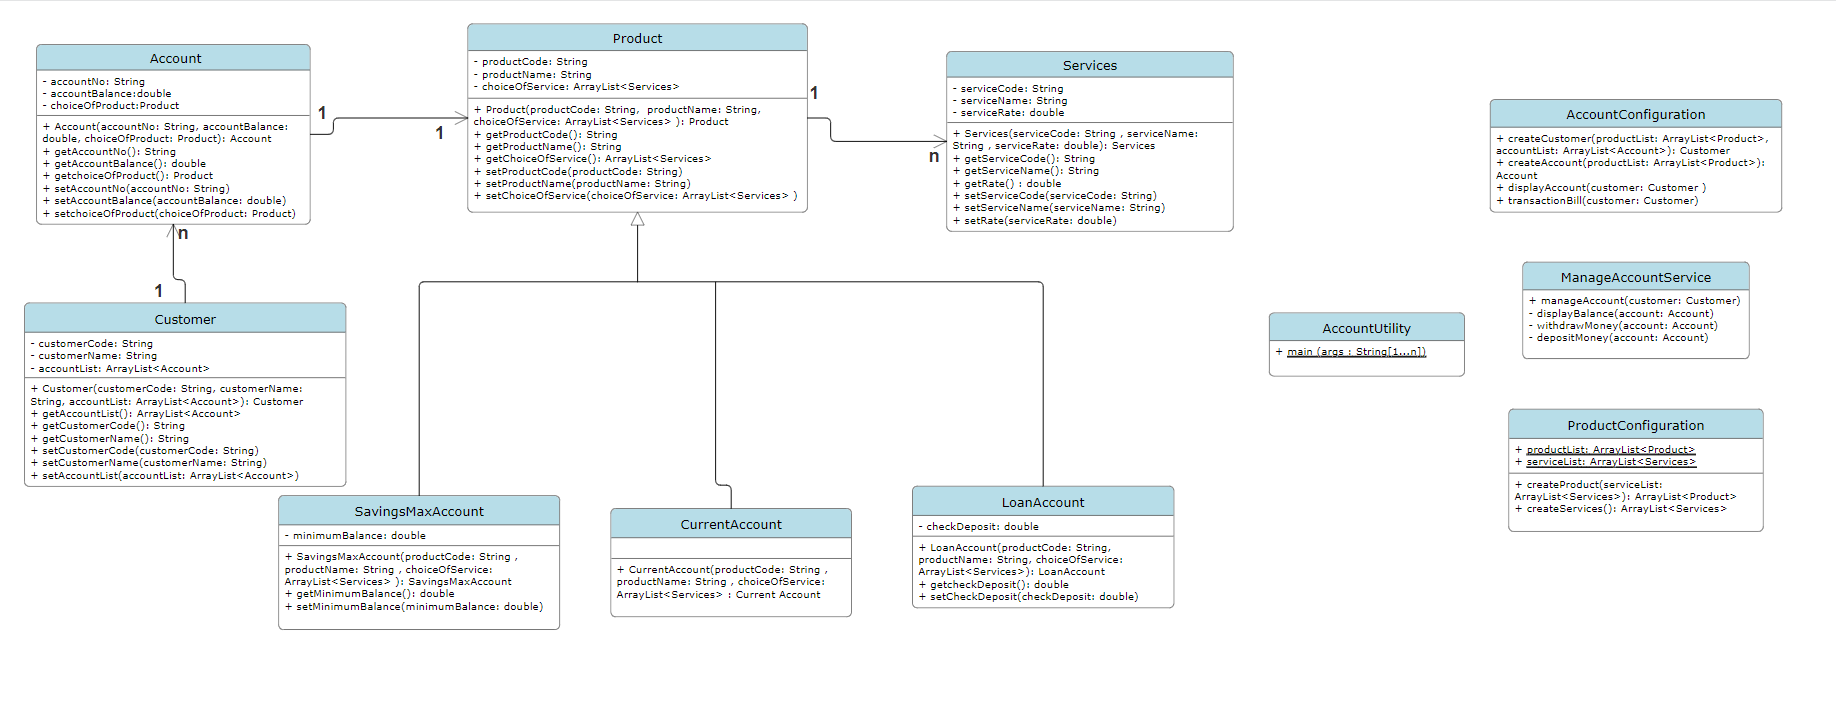 Account
- accountNo: String
- accountBalance:double
- choiceOfProduct:Product
+ Account(accountNo: String, accountBalance:
double, choiceOfProduct: Product): Account
+ getAccountNo(): String
+ getAccountBalance(): double
+ getchoiceOfProduct(): Product
+ setAccountNo(accountNo: String)
+ setAccountBalance(accountBalance: double)
+ setchoiceOfProduct(choiceOfProduct: Product)
1
1
Product
- productCode: String
- productName: String
- choiceOfService: ArrayList<Services>
+ Product(productCode: String, productName: String,
choiceOfService: ArrayList<Services> ): Product
+ getProductCode(): String
+ getProductName(): String
+ getChoiceOfService(): ArrayList<Services>
+ setProductCode(productCode: String)
+ setProductName(productName: String)
+ setChoiceOfService(choiceOfService: ArrayList<Services> )
1
n
Services
- serviceCode: String
- serviceName: String
- serviceRate: double
+ Services(serviceCode: String , serviceName:
String , serviceRate: double): Services
+ getServiceCode(): String
+ getServiceName(): String
+ getRate() : double
+ setServiceCode(serviceCode: String)
+ setServiceName(serviceName: String)
+ setRate(serviceRate: double)
AccountConfiguration
+ createCustomer(productList: ArrayList<Product>,
accountList: ArrayList<Account>): Customer
+ createAccount(productList: ArrayList<Product>):
Account
+ displayAccount(customer: Customer )
+ transactionBill(customer: Customer)
n
1
Customer
- customerCode: String
- customerName: String
- accountList: ArrayList<Account>
+ Customer(customerCode: String, customerName:
String, accountList: ArrayList<Account>): Customer
+ getAccountList(): ArrayList<Account>
+ getCustomerCode(): String
+ getCustomerName(): String
+ setCustomerCode(customerCode: String)
+ setCustomerName(customerName: String)
+ setAccountList(accountList: ArrayList<Account>)
AccountUtility
+ main (args : String[1...n])
ManageAccountService
+ manageAccount(customer: Customer)
- displayBalance(account: Account)
- withdrawMoney(account: Account)
- depositMoney(account: Account)
ProductConfiguration
+ productList: ArrayList<Product>
+ serviceList: ArrayList<Services>
+ createProduct(serviceList:
ArrayList<Services>): ArrayList<Product>
+ createServices(): ArrayList<Services>
SavingsMaxAccount
- minimumBalance: double
+ SavingsMaxAccount(productCode: String ,
productName: String , choiceOfService:
ArrayList<Services> ): SavingsMaxAccount
+ getMinimumBalance(): double
+ setMinimumBalance(minimumBalance: double)
CurrentAccount
+ CurrentAccount(productCode: String ,
productName: String , choiceOfService:
ArrayList<Services> : Current Account
LoanAccount
- checkDeposit: double
+ LoanAccount(productCode: String,
productName: String, choiceOfService:
ArrayList<Services>): LoanAccount
+ getcheckDeposit(): double
+ setCheckDeposit(checkDeposit: double)